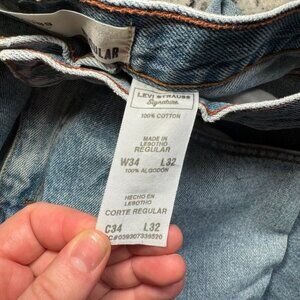 LEVI STRAUSS
Signature
100% COTTON
MADE IN
LESOTHO
REGULAR
W34 L32
100% ALGODON
HECHO EN
LESOTHO
CORTE REGULAR
C34 L32